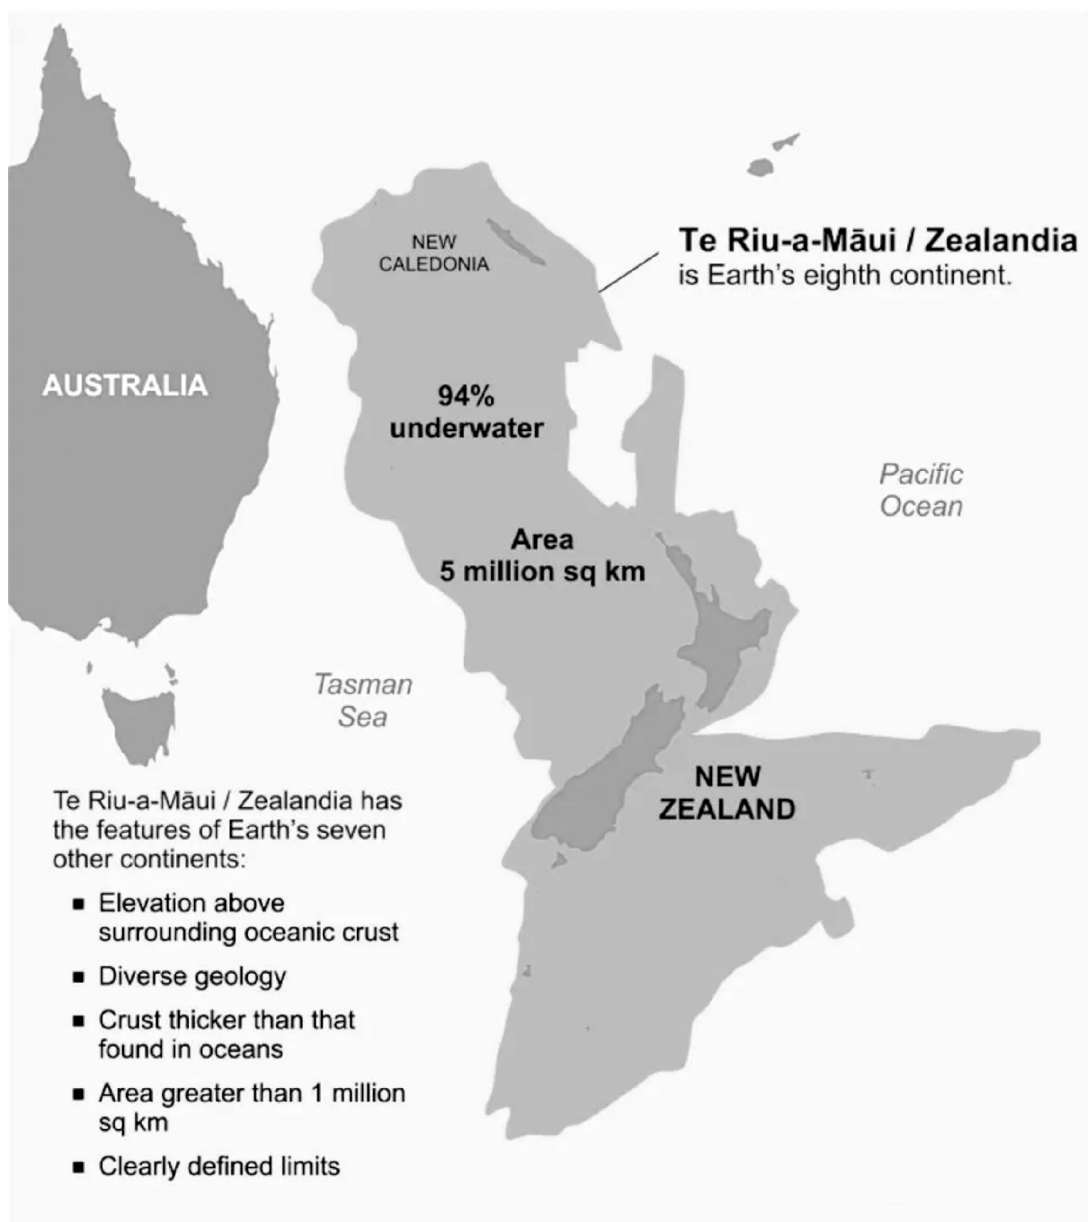 Te Riu-a-Māui / Zealandia
is Earth's eighth continent.
NEW
CALEDONIA
AUSTRALIA
94%
underwater
Pacific
Ocean
Area
5 million sq km
Tasman
Sea
NEW
ZEALAND
Te Riu-a-Māui / Zealandia has
the features of Earth's seven
other continents:
▪ Elevation above
surrounding oceanic crust
▪ Diverse geology
▪ Crust thicker than that
found in oceans
▪ Area greater than 1 million
sq km
▪ Clearly defined limits